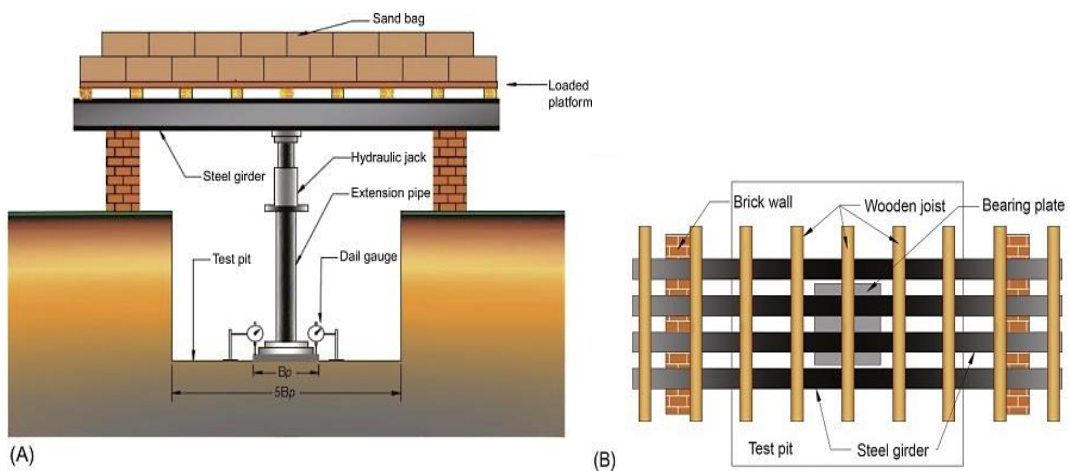 Sand bag
Loaded
platform
Hydraulic jack
Steel girder
Extension pipe
Test pit
Dail gauge
Bp
5Bp
(A)
Brick wall
Wooden joist
Bearing plate
Steel girder
Test pit
(B)